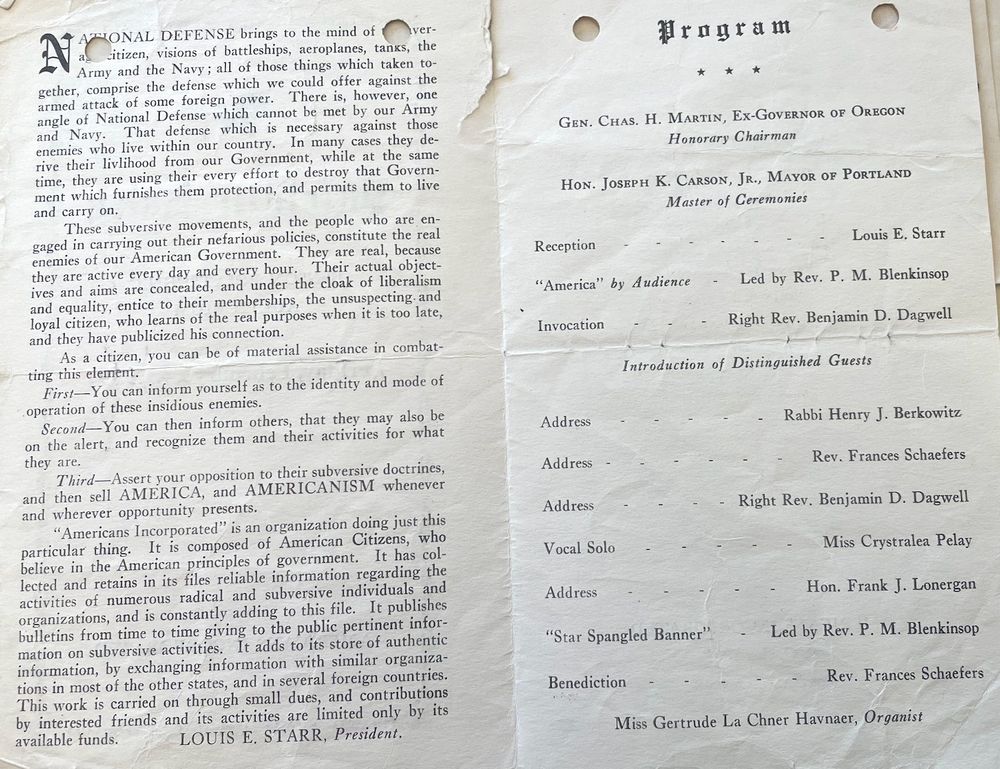 NATIONAL DEFENSE brings to the mind of aver-
age citizen, visions of battleships, aeroplanes, tanks, the
Army and the Navy; all of those things which taken to-
gether, comprise the defense which we could offer against the
armed attack of some foreign power. There is, however, one
angle of National Defense which cannot be met by our Army
and Navy. That defense which is necessary against those
enemies who live within our country. In many cases they de-
rive their livlihood from our Government, while at the same
time, they are using their every effort to destroy that Govern-
ment which furnishes them protection, and permits them to live
and carry on.
These subversive movements, and the people who are en-
gaged in carrying out their nefarious policies, constitute the real
enemies of our American Government. They are real, because
they are active every day and every hour. Their actual object-
ives and aims are concealed, and under the cloak of liberalism
and equality, entice to their memberships, the unsuspecting and
loyal citizen, who learns of the real purposes when it is too late,
and they have publicized his connection.
As a citizen, you can be of material assistance in combat-
ting this element.
First—You can inform yourself as to the identity and mode of
operation of these insidious enemies.
Second—You can then inform others, that they may also be
on the alert, and recognize them and their activities for what
they are.
Third—Assert your opposition to their subversive doctrines,
and then sell AMERICA, and AMERICANISM whenever
and wherever opportunity presents.
"Americans Incorporated" is an organization doing just this
particular thing. It is composed of American Citizens, who
believe in the American principles of government. It has col-
lected and retains in its files reliable information regarding the
activities of numerous radical and subversive individuals and
organizations, and is constantly adding to this file. It publishes
bulletins from time to time giving to the public pertinent infor-
mation on subversive activities. It adds to its store of authentic
information, by exchanging information with similar organiza-
tions in most of the other states, and in several foreign countries.
This work is carried on through small dues, and contributions
by interested friends and its activities are limited only by its
available funds. LOUIS E. STARR, President.
Program
★ ★ ★
GEN. CHAS. H. MARTIN, EX-GOVERNOR OF OREGON
Honorary Chairman
HON. JOSEPH K. CARSON, JR., MAYOR OF PORTLAND
Master of Ceremonies
Reception - - - - - - - Louis E. Starr
"America" by Audience - Led by Rev. P. M. Blenkinsop
Invocation - - - Right Rev. Benjamin D. Dagwell
Introduction of Distinguished Guests
Address - - - - - Rabbi Henry J. Berkowitz
Address - - - - - - Rev. Frances Schaefers
Address - - - - Right Rev. Benjamin D. Dagwell
Vocal Solo - - - - - Miss Crystralea Pelay
Address - - - - - Hon. Frank J. Lonergan
"Star Spangled Banner" - Led by Rev. P. M. Blenkinsop
Benediction - - - - - Rev. Frances Schaefers
Miss Gertrude La Chner Havnaer, Organist